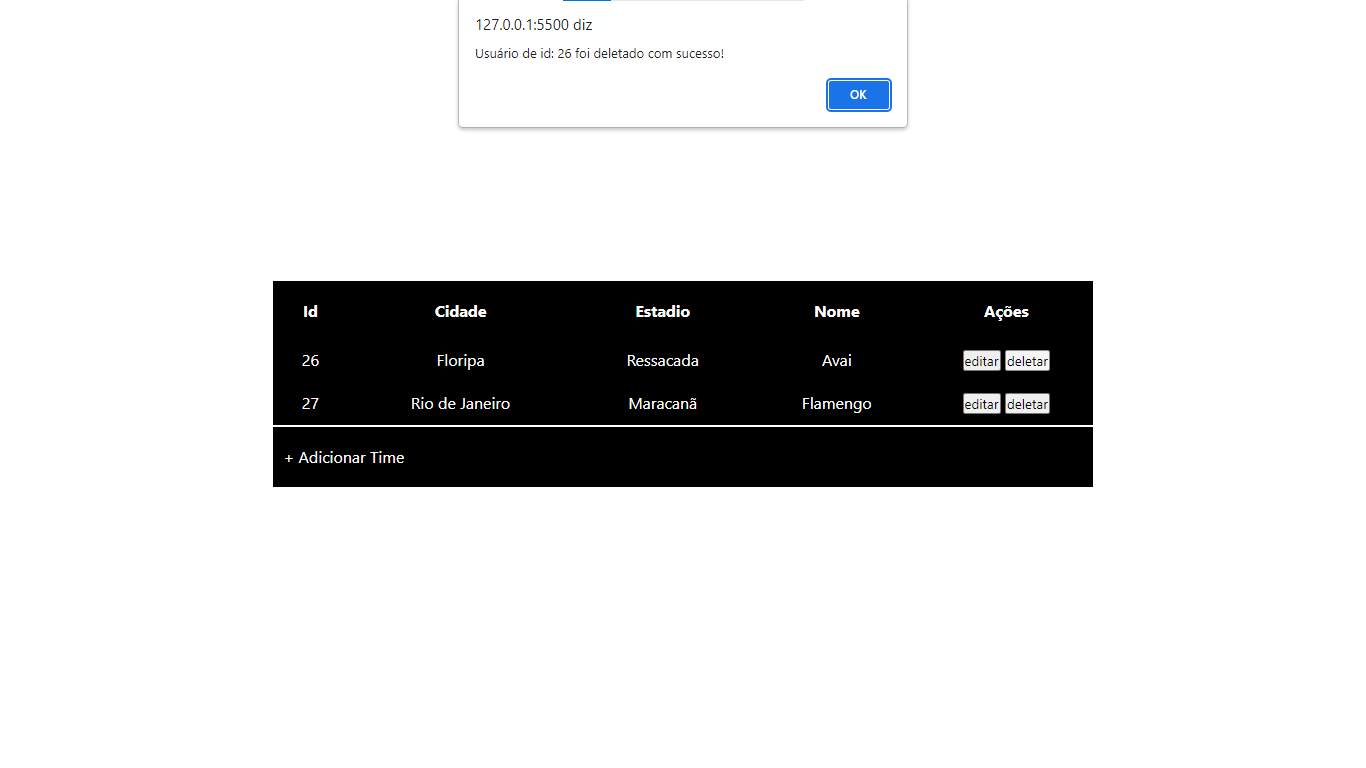 127.0.0.1:5500 diz
Usuário de id: 26 foi deletado com sucesso!
OK
Id Cidade Estadio Nome Ações
26 Floripa Ressacada Avai editar deletar
27 Rio de Janeiro Maracanã Flamengo editar deletar
+ Adicionar Time